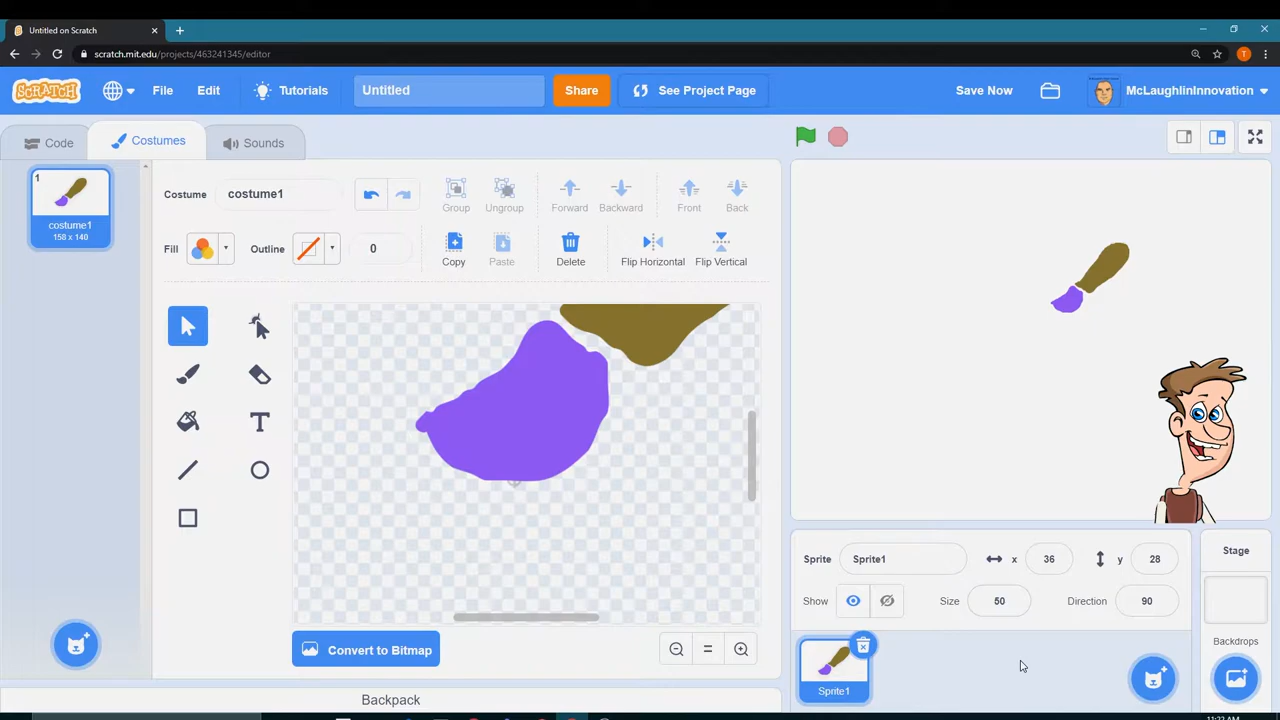 Untitled on Scratch
scratch.mit.edu/projects/463241345/editor
T
SCRATCH
File
Edit
Tutorials
Untitled
Share
See Project Page
Save Now
McLaughlinInnovation
Code
Costumes
Sounds
1
costume1
158 x 140
Costume
costume1
Group
Ungroup
Forward
Backward
Front
Back
Fill
Outline
0
Copy
Paste
Delete
Flip Horizontal
Flip Vertical
T
Convert to Bitmap
Backpack
Sprite
Sprite1
x
36
y
28
Show
Size
50
Direction
90
Sprite1
Stage
Backdrops